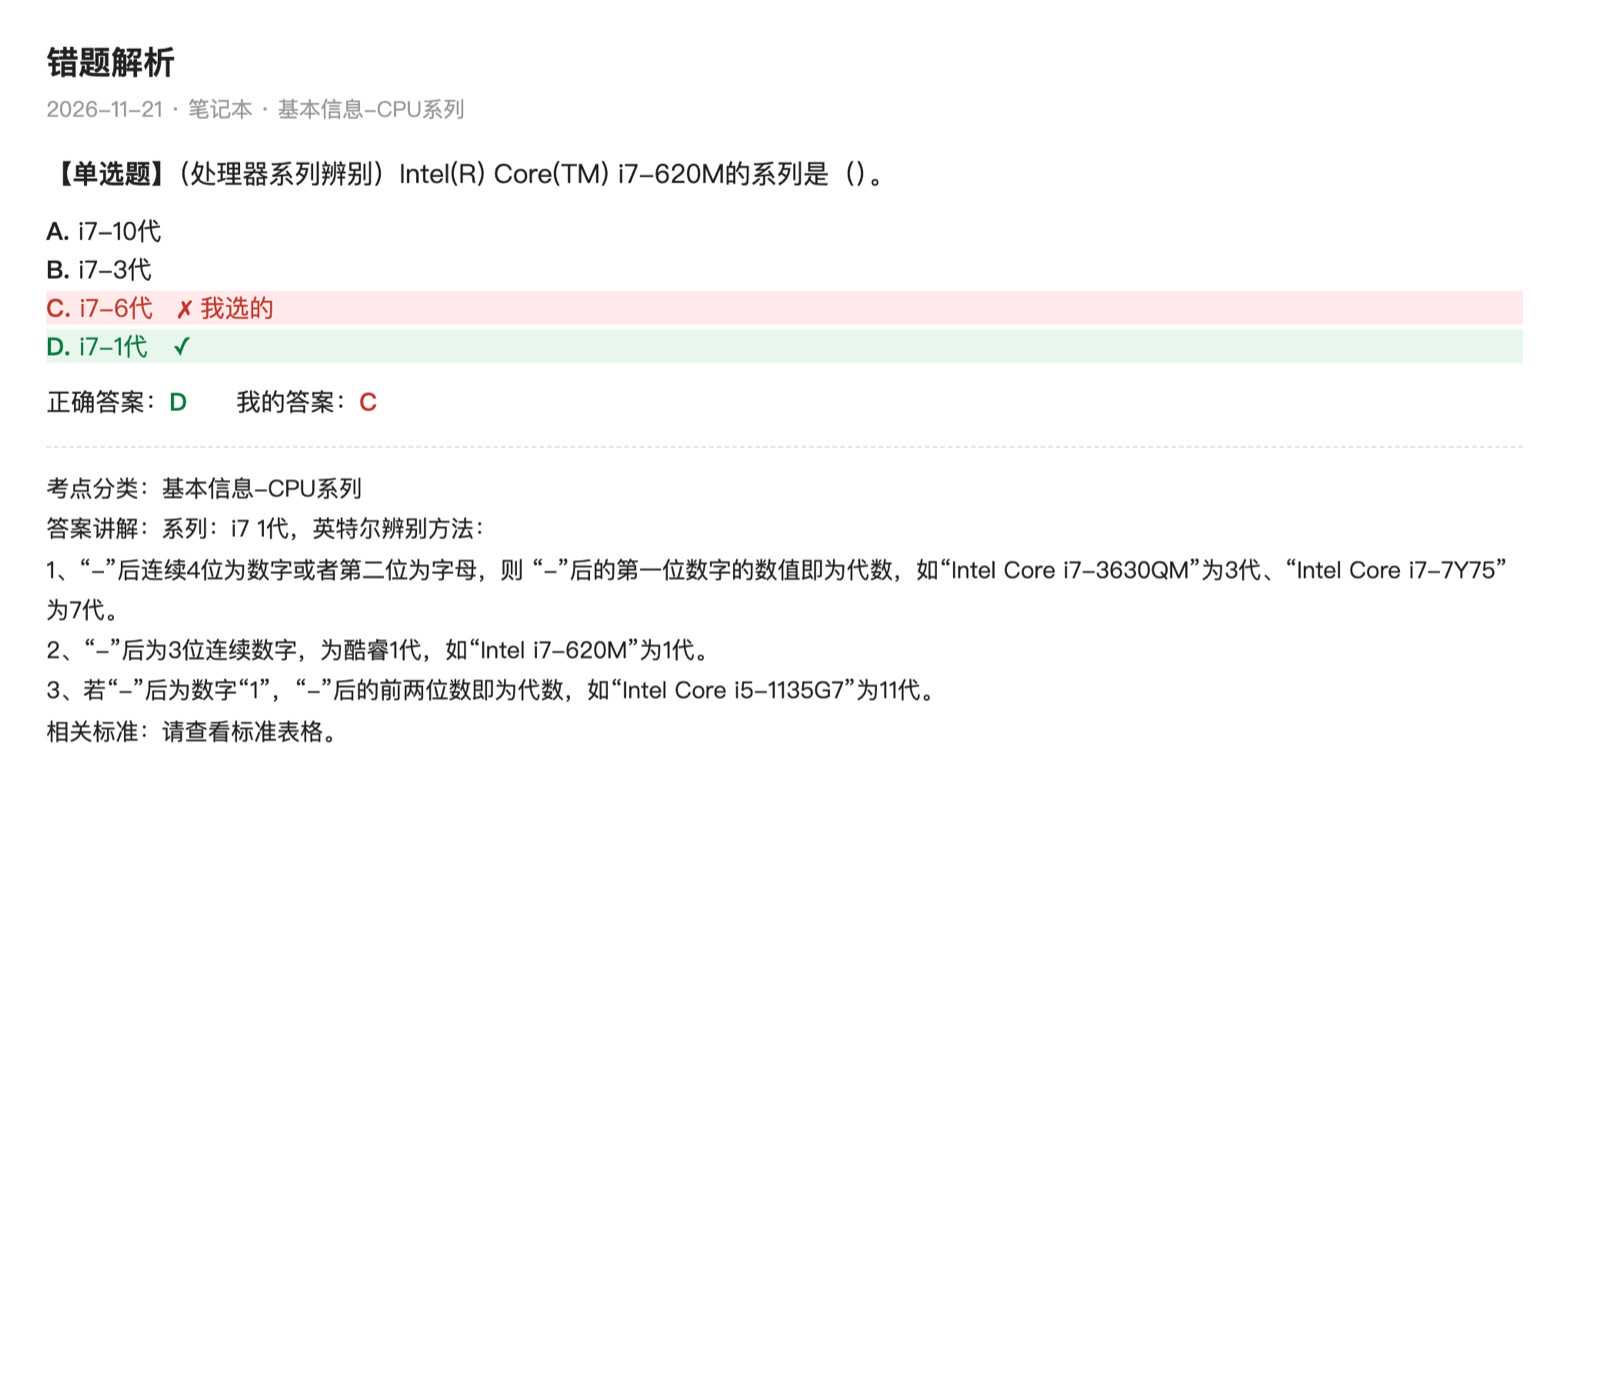 错题解析
2026-11-21 · 笔记本 · 基本信息-CPU系列
【单选题】（处理器系列辨别）Intel(R) Core(TM) i7-620M的系列是（）。
A. i7-10代
B. i7-3代
C. i7-6代 ✗ 我选的
D. i7-1代 ✓
正确答案：D 我的答案：C
考点分类：基本信息-CPU系列
答案讲解：系列：i7 1代，英特尔辨别方法：
1、“-”后连续4位为数字或者第二位为字母，则 “-”后的第一位数字的数值即为代数，如“Intel Core i7-3630QM”为3代、“Intel Core i7-7Y75”
为7代。
2、“-”后为3位连续数字，为酷睿1代，如“Intel i7-620M”为1代。
3、若“-”后为数字“1”，“-”后的前两位数即为代数，如“Intel Core i5-1135G7”为11代。
相关标准：请查看标准表格。